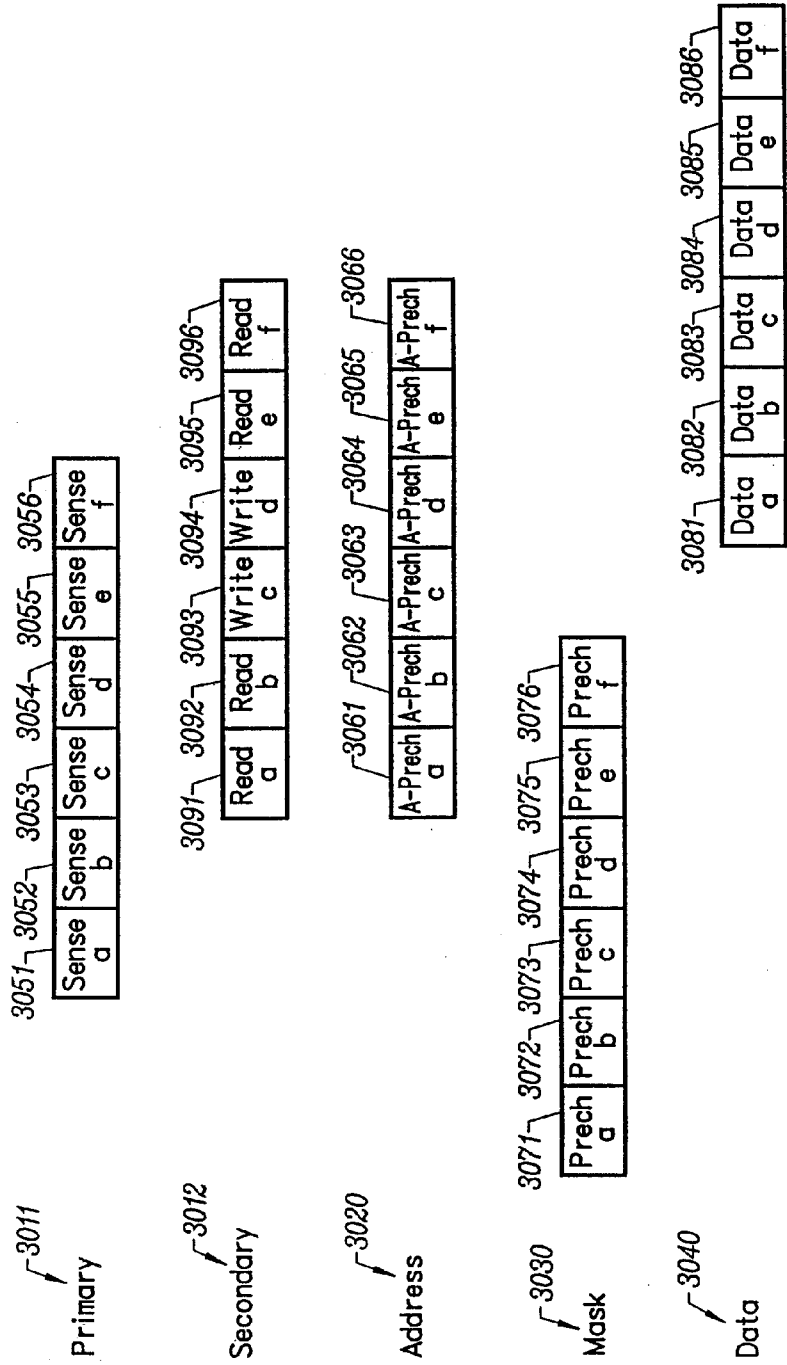 3011
Primary
3051 3052 3053 3054 3055 3056
Sense Sense Sense Sense Sense Sense
a b c d e f
3012
Secondary
3091 3092 3093 3094 3095 3096
Read Read Write Write Read Read
a b c d e f
3020
Address
3061 3062 3063 3064 3065 3066
A-Prech A-Prech A-Prech A-Prech A-Prech A-Prech
a b c d e f
3030
Mask
3071 3072 3073 3074 3075 3076
Prech Prech Prech Prech Prech Prech
a b c d e f
3040
Data
3081 3082 3083 3084 3085 3086
Data Data Data Data Data Data
a b c d e f